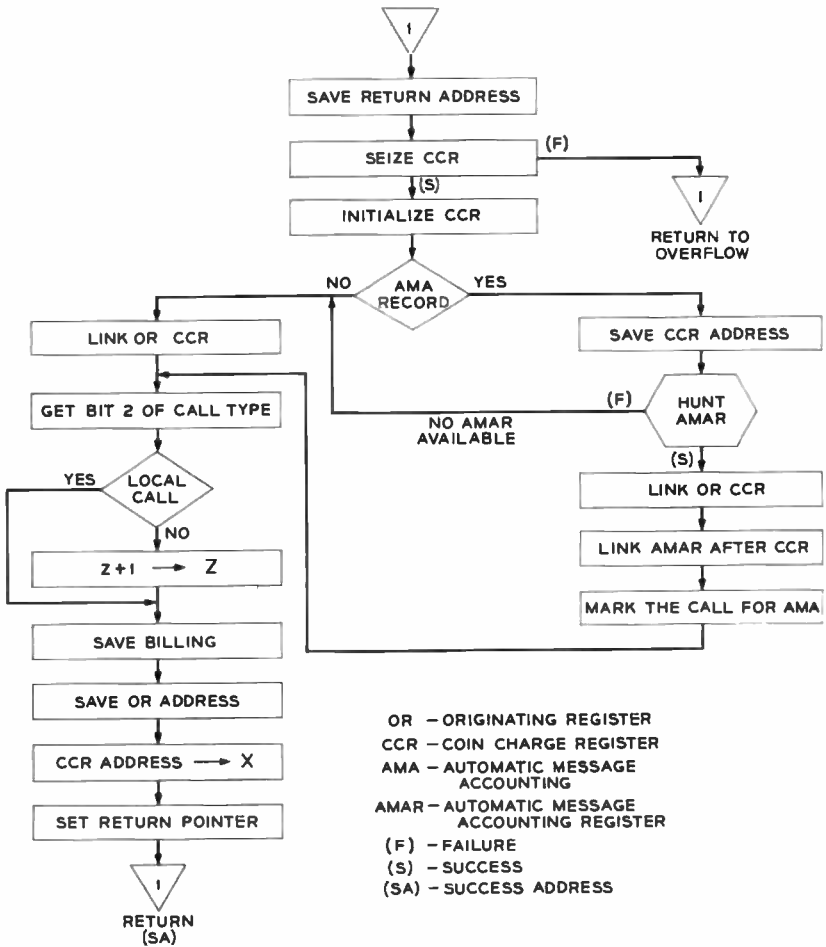 1
SAVE RETURN ADDRESS
SEIZE CCR
(F)
(S)
1
RETURN TO
OVERFLOW
INITIALIZE CCR
NO
AMA
RECORD
YES
LINK OR CCR
SAVE CCR ADDRESS
GET BIT 2 OF CALL TYPE
(F)
HUNT
AMAR
NO AMAR
AVAILABLE
(S)
YES
LOCAL
CALL
LINK OR CCR
NO
LINK AMAR AFTER CCR
Z+1 → Z
MARK THE CALL FOR AMA
SAVE BILLING
SAVE OR ADDRESS
CCR ADDRESS → X
SET RETURN POINTER
1
RETURN
(SA)
OR – ORIGINATING REGISTER
CCR – COIN CHARGE REGISTER
AMA – AUTOMATIC MESSAGE
ACCOUNTING
AMAR – AUTOMATIC MESSAGE
ACCOUNTING REGISTER
(F) – FAILURE
(S) – SUCCESS
(SA) – SUCCESS ADDRESS